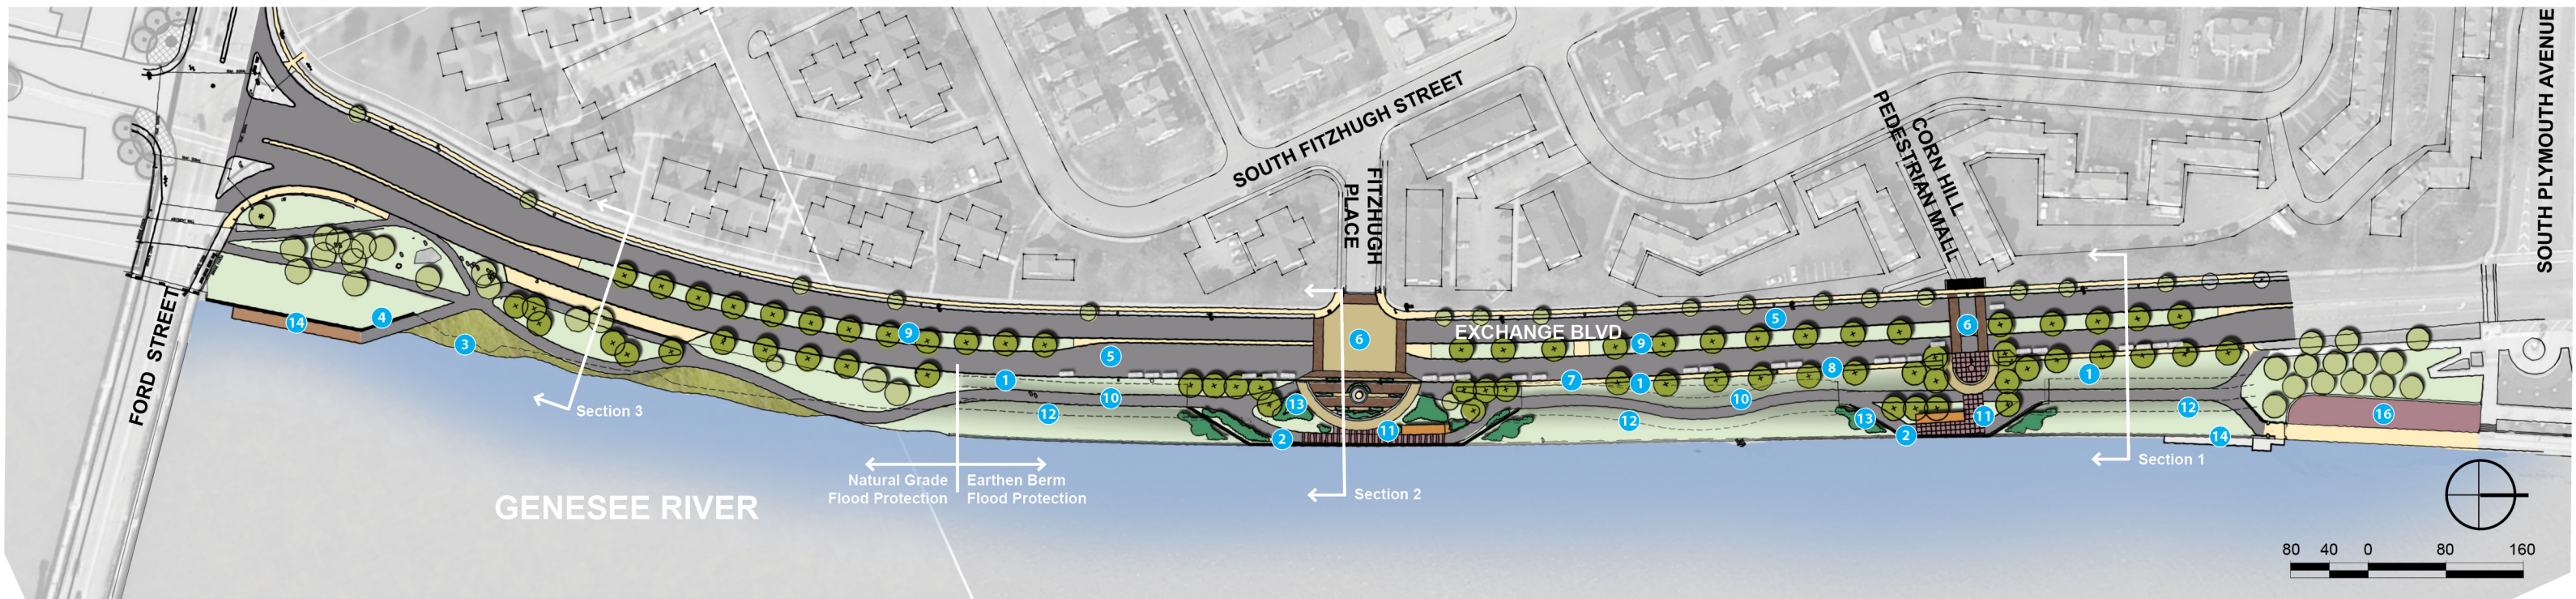 SOUTH PLYMOUTH AVENUE
SOUTH FITZHUGH STREET
FITZHUGH
PLACE
CORN HILL
PEDESTRIAN MALL
EXCHANGE BLVD
FORD STREET
GENESEE RIVER
Natural Grade
Flood Protection
Earthen Berm
Flood Protection
Section 3
Section 2
Section 1
14
4
3
9
5
1
10
12
13
2
6
11
7
1
9
5
8
10
12
13
2
6
11
1
12
14
16
80 40 0 80 160